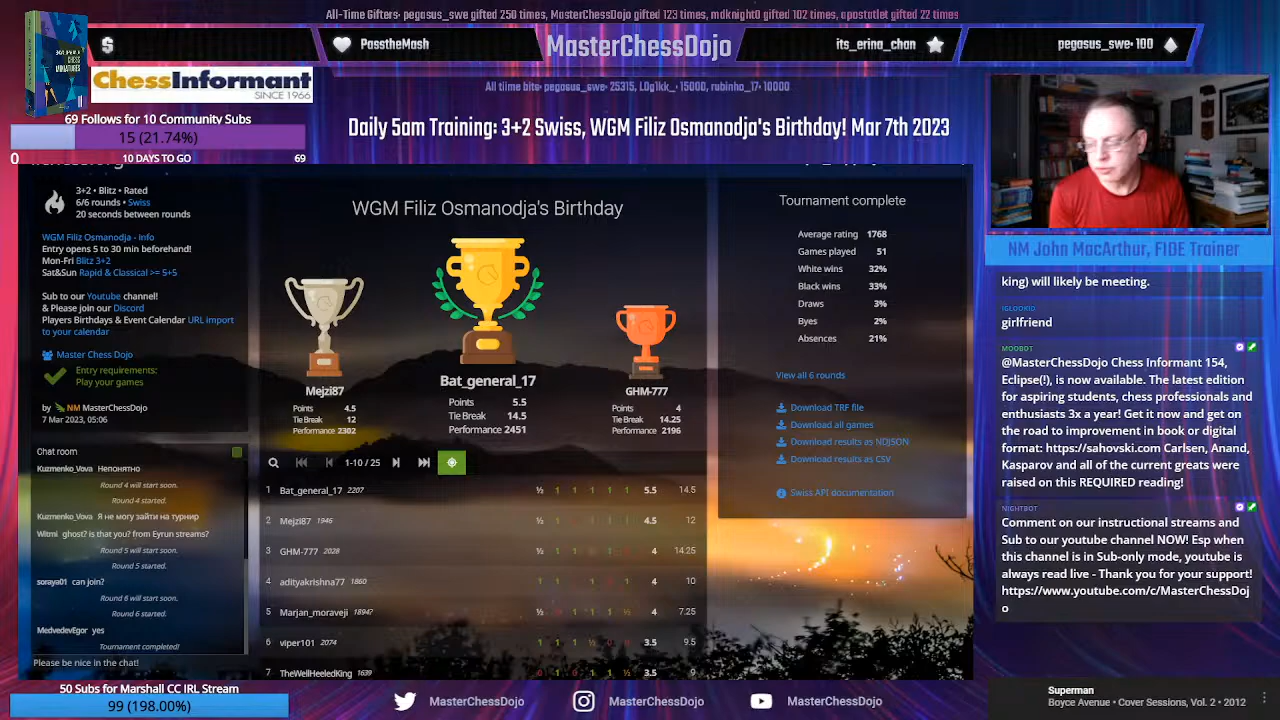 All-Time Gifters• pegasus_swe gifted 250 times, MasterChessDojo gifted 123 times, mdknight0 gifted 102 times, apostatlet gifted 22 times
PasstheMash
MasterChessDojo
its_erina_chan
pegasus_swe• 100
ChessInformant
SINCE 1966
All tiime bits• pegasus_swe• 25315, L0g1kk_• 15000, rubinho_17• 10000
69 Follows for 10 Community Subs
15 (21.74%)
0
10 DAYS TO GO
69
Daily 5am Training: 3+2 Swiss, WGM Filiz Osmanodja's Birthday! Mar 7th 2023
3+2 • Blitz • Rated
6/6 rounds • Swiss
20 seconds between rounds
WGM Filiz Osmanodja - Info
Entry opens 5 to 30 min beforehand!
Mon-Fri Blitz 3+2
Sat&Sun Rapid & Classical >= 5+5
Sub to our Youtube channel!
& Please join our Discord
Players Birthdays & Event Calendar URL import
to your calendar
Master Chess Dojo
Entry requirements:
Play your games
by NM MasterChessDojo
7 Mar 2023, 05:06
Chat room
Kuzmenko_Vova Непонятно
Round 4 will start soon.
Round 4 started.
Kuzmenko_Vova Я не могу зайти на турнир
Witmi ghost? is that you? from Eyrun streams?
Round 5 will start soon.
Round 5 started.
soraya01 can join?
Round 6 will start soon.
Round 6 started.
MedvedevEgor yes
Tournament completed!
Please be nice in the chat!
WGM Filiz Osmanodja's Birthday
Mejzi87
Points 4.5
Tie Break 12
Performance 2302
Bat_general_17
Points 5.5
Tie Break 14.5
Performance 2451
GHM-777
Points 4
Tie Break 14.25
Performance 2196
1-10 / 25
1 Bat_general_17 2207 ½ 1 1 1 1 1 5.5 14.5
2 Mejzi87 1946 ½ 1 1 1 1 4.5 12
3 GHM-777 2028 ½ 1 1 1 4 14.25
4 adityakrishna77 1860 1 1 1 0 1 4 10
5 Marjan_moraveji 1894? ½ 0 1 1 1 ½ 4 7.25
6 viper101 2074 1 1 1 ½ 0 0 3.5 9.5
7 TheWellHeeledKing 1639 0 1 0 1 1 ½ 3.5 9
Tournament complete
Average rating 1768
Games played 51
White wins 32%
Black wins 33%
Draws 3%
Byes 2%
Absences 21%
View all 6 rounds
Download TRF file
Download all games
Download results as NDJSON
Download results as CSV
Swiss API documentation
NM John MacArthur, FIDE Trainer
king) will likely be meeting.
IGLOOKID
girlfriend
MOOBOT
@MasterChessDojo Chess Informant 154,
Eclipse(!), is now available. The latest edition
for aspiring students, chess professionals and
enthusiasts 3x a year! Get it now and get on
the road to improvement in book or digital
format: https://sahovski.com Carlsen, Anand,
Kasparov and all of the current greats were
raised on this REQUIRED reading!
NIGHTBOT
Comment on our instructional streams and
Sub to our youtube channel NOW! Esp when
this channel is in Sub-only mode, youtube is
always read live - Thank you for your support!
https://www.youtube.com/c/MasterChessDoj
o
50 Subs for Marshall CC IRL Stream
99 (198.00%)
MasterChessDojo
MasterChessDojo
MasterChessDojo
Superman
Boyce Avenue • Cover Sessions, Vol. 2 • 2012